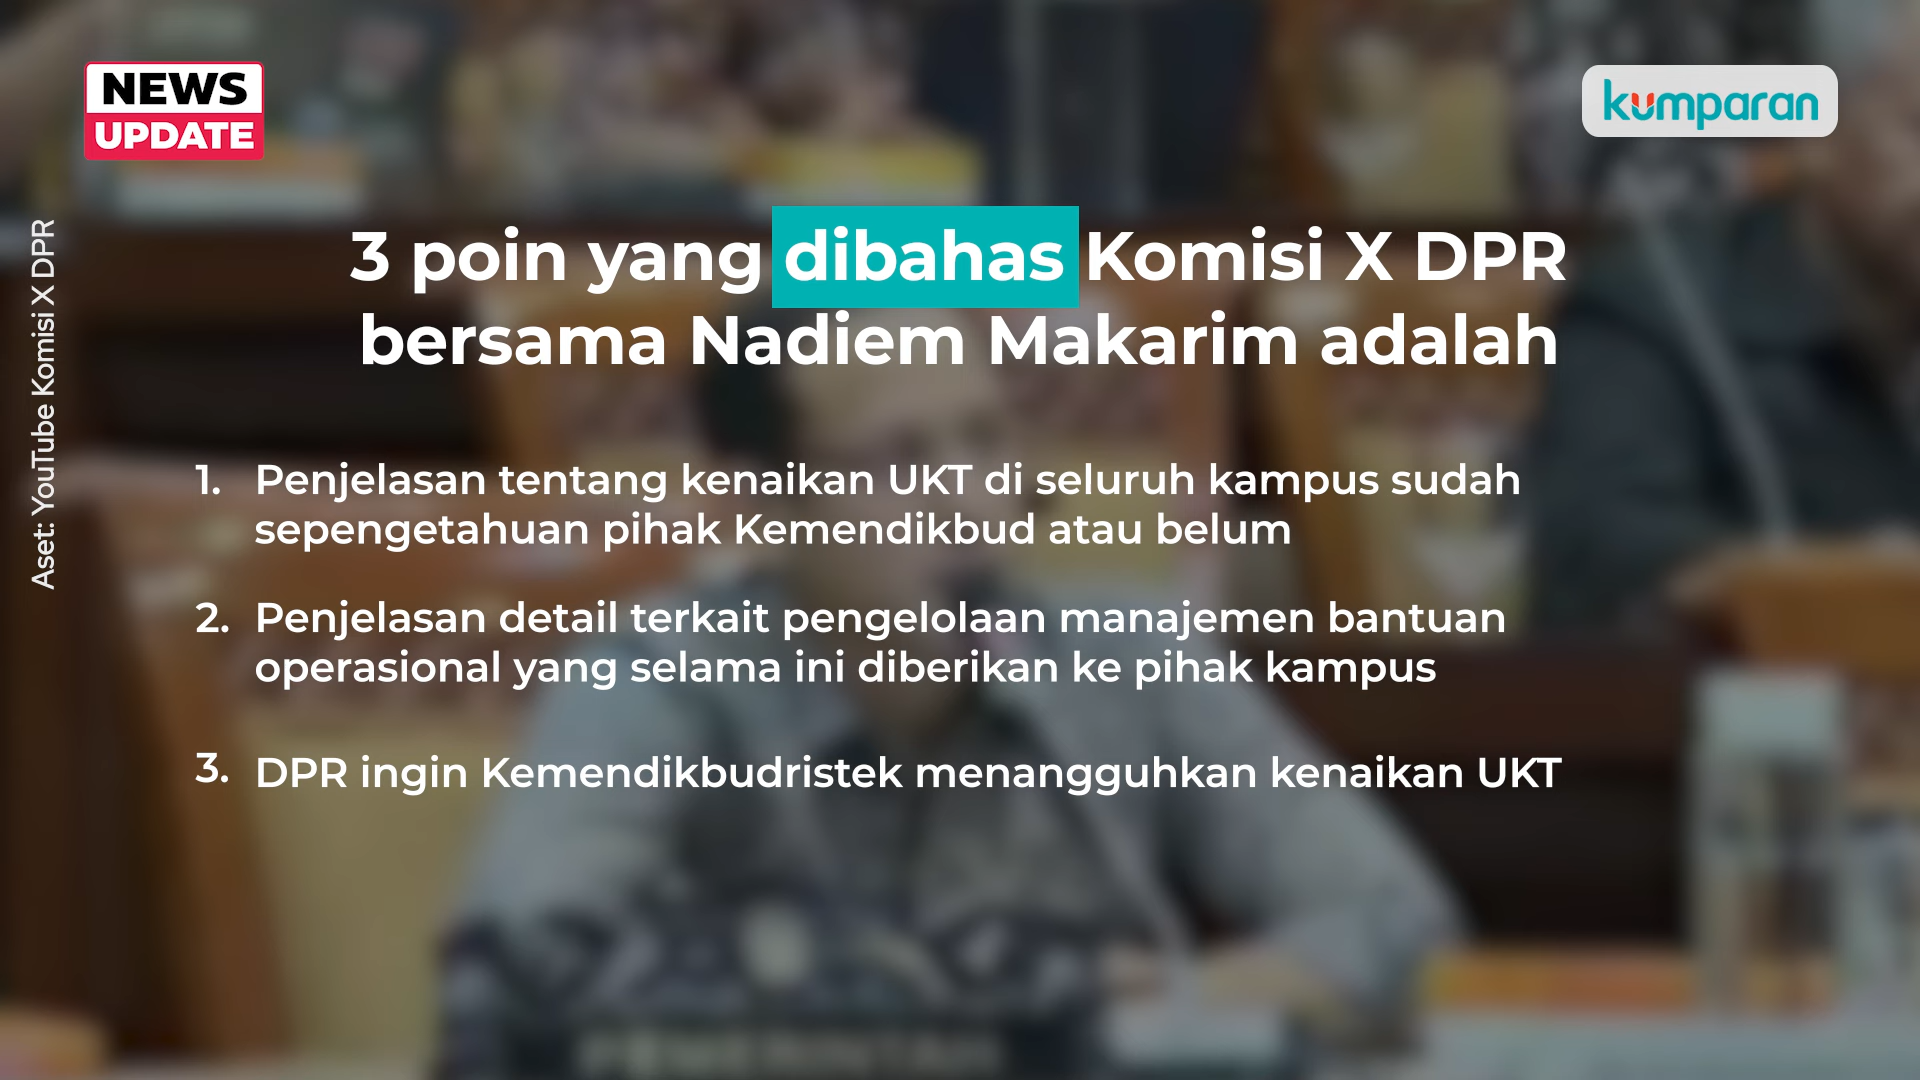 NEWS
UPDATE
kumparan
Aset: YouTube Komisi X DPR
3 poin yang dibahas Komisi X DPR
bersama Nadiem Makarim adalah
1. Penjelasan tentang kenaikan UKT di seluruh kampus sudah
sepengetahuan pihak Kemendikbud atau belum
2. Penjelasan detail terkait pengelolaan manajemen bantuan
operasional yang selama ini diberikan ke pihak kampus
3. DPR ingin Kemendikbudristek menangguhkan kenaikan UKT
PEMERINTAH